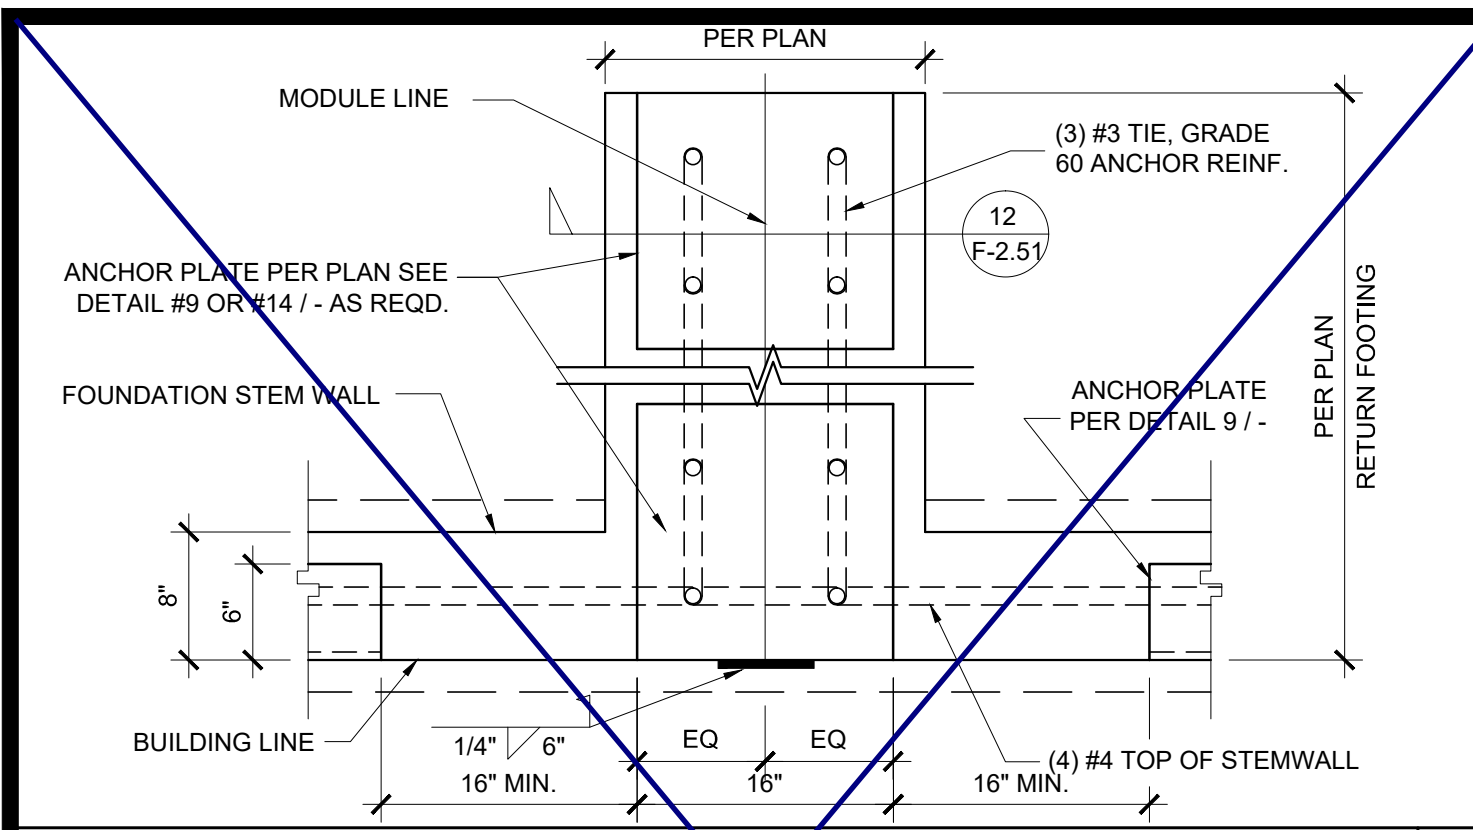 PER PLAN
MODULE LINE
(3) #3 TIE, GRADE
60 ANCHOR REINF.
12
F-2.51
ANCHOR PLATE PER PLAN SEE
DETAIL #9 OR #14 / - AS REQD.
PER PLAN
RETURN FOOTING
FOUNDATION STEM WALL
ANCHOR PLATE
PER DETAIL 9 / -
8"
6"
BUILDING LINE
1/4"
6"
EQ
EQ
(4) #4 TOP OF STEMWALL
16" MIN.
16"
16" MIN.